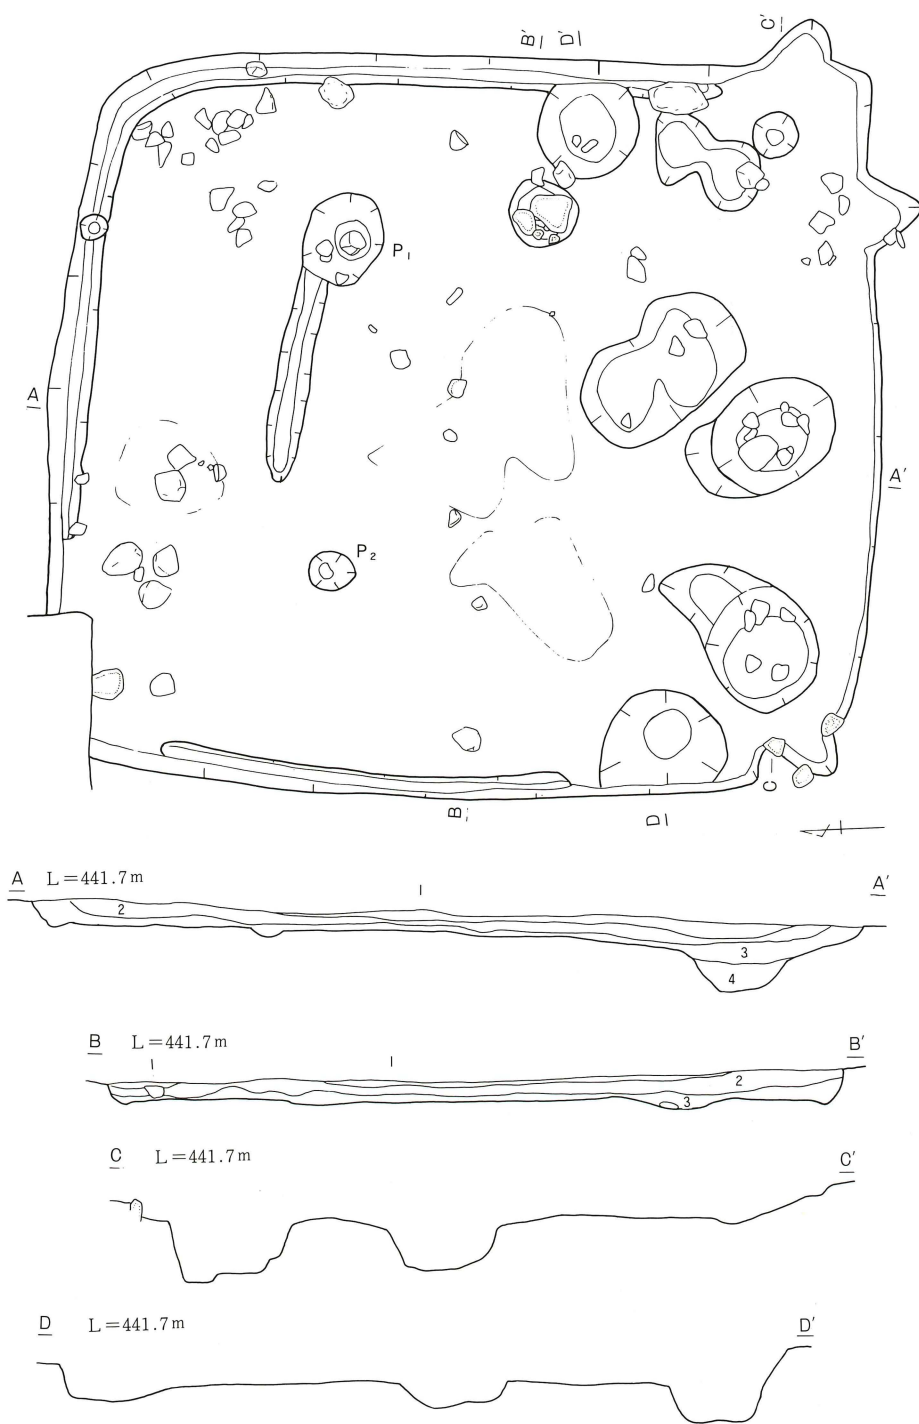 B' D' C'
P1
A
A'
P2
B D C
A L=441.7m A'
1
2
3
4
B L=441.7m B'
1 1
2
3
C L=441.7m C'
D L=441.7m D'